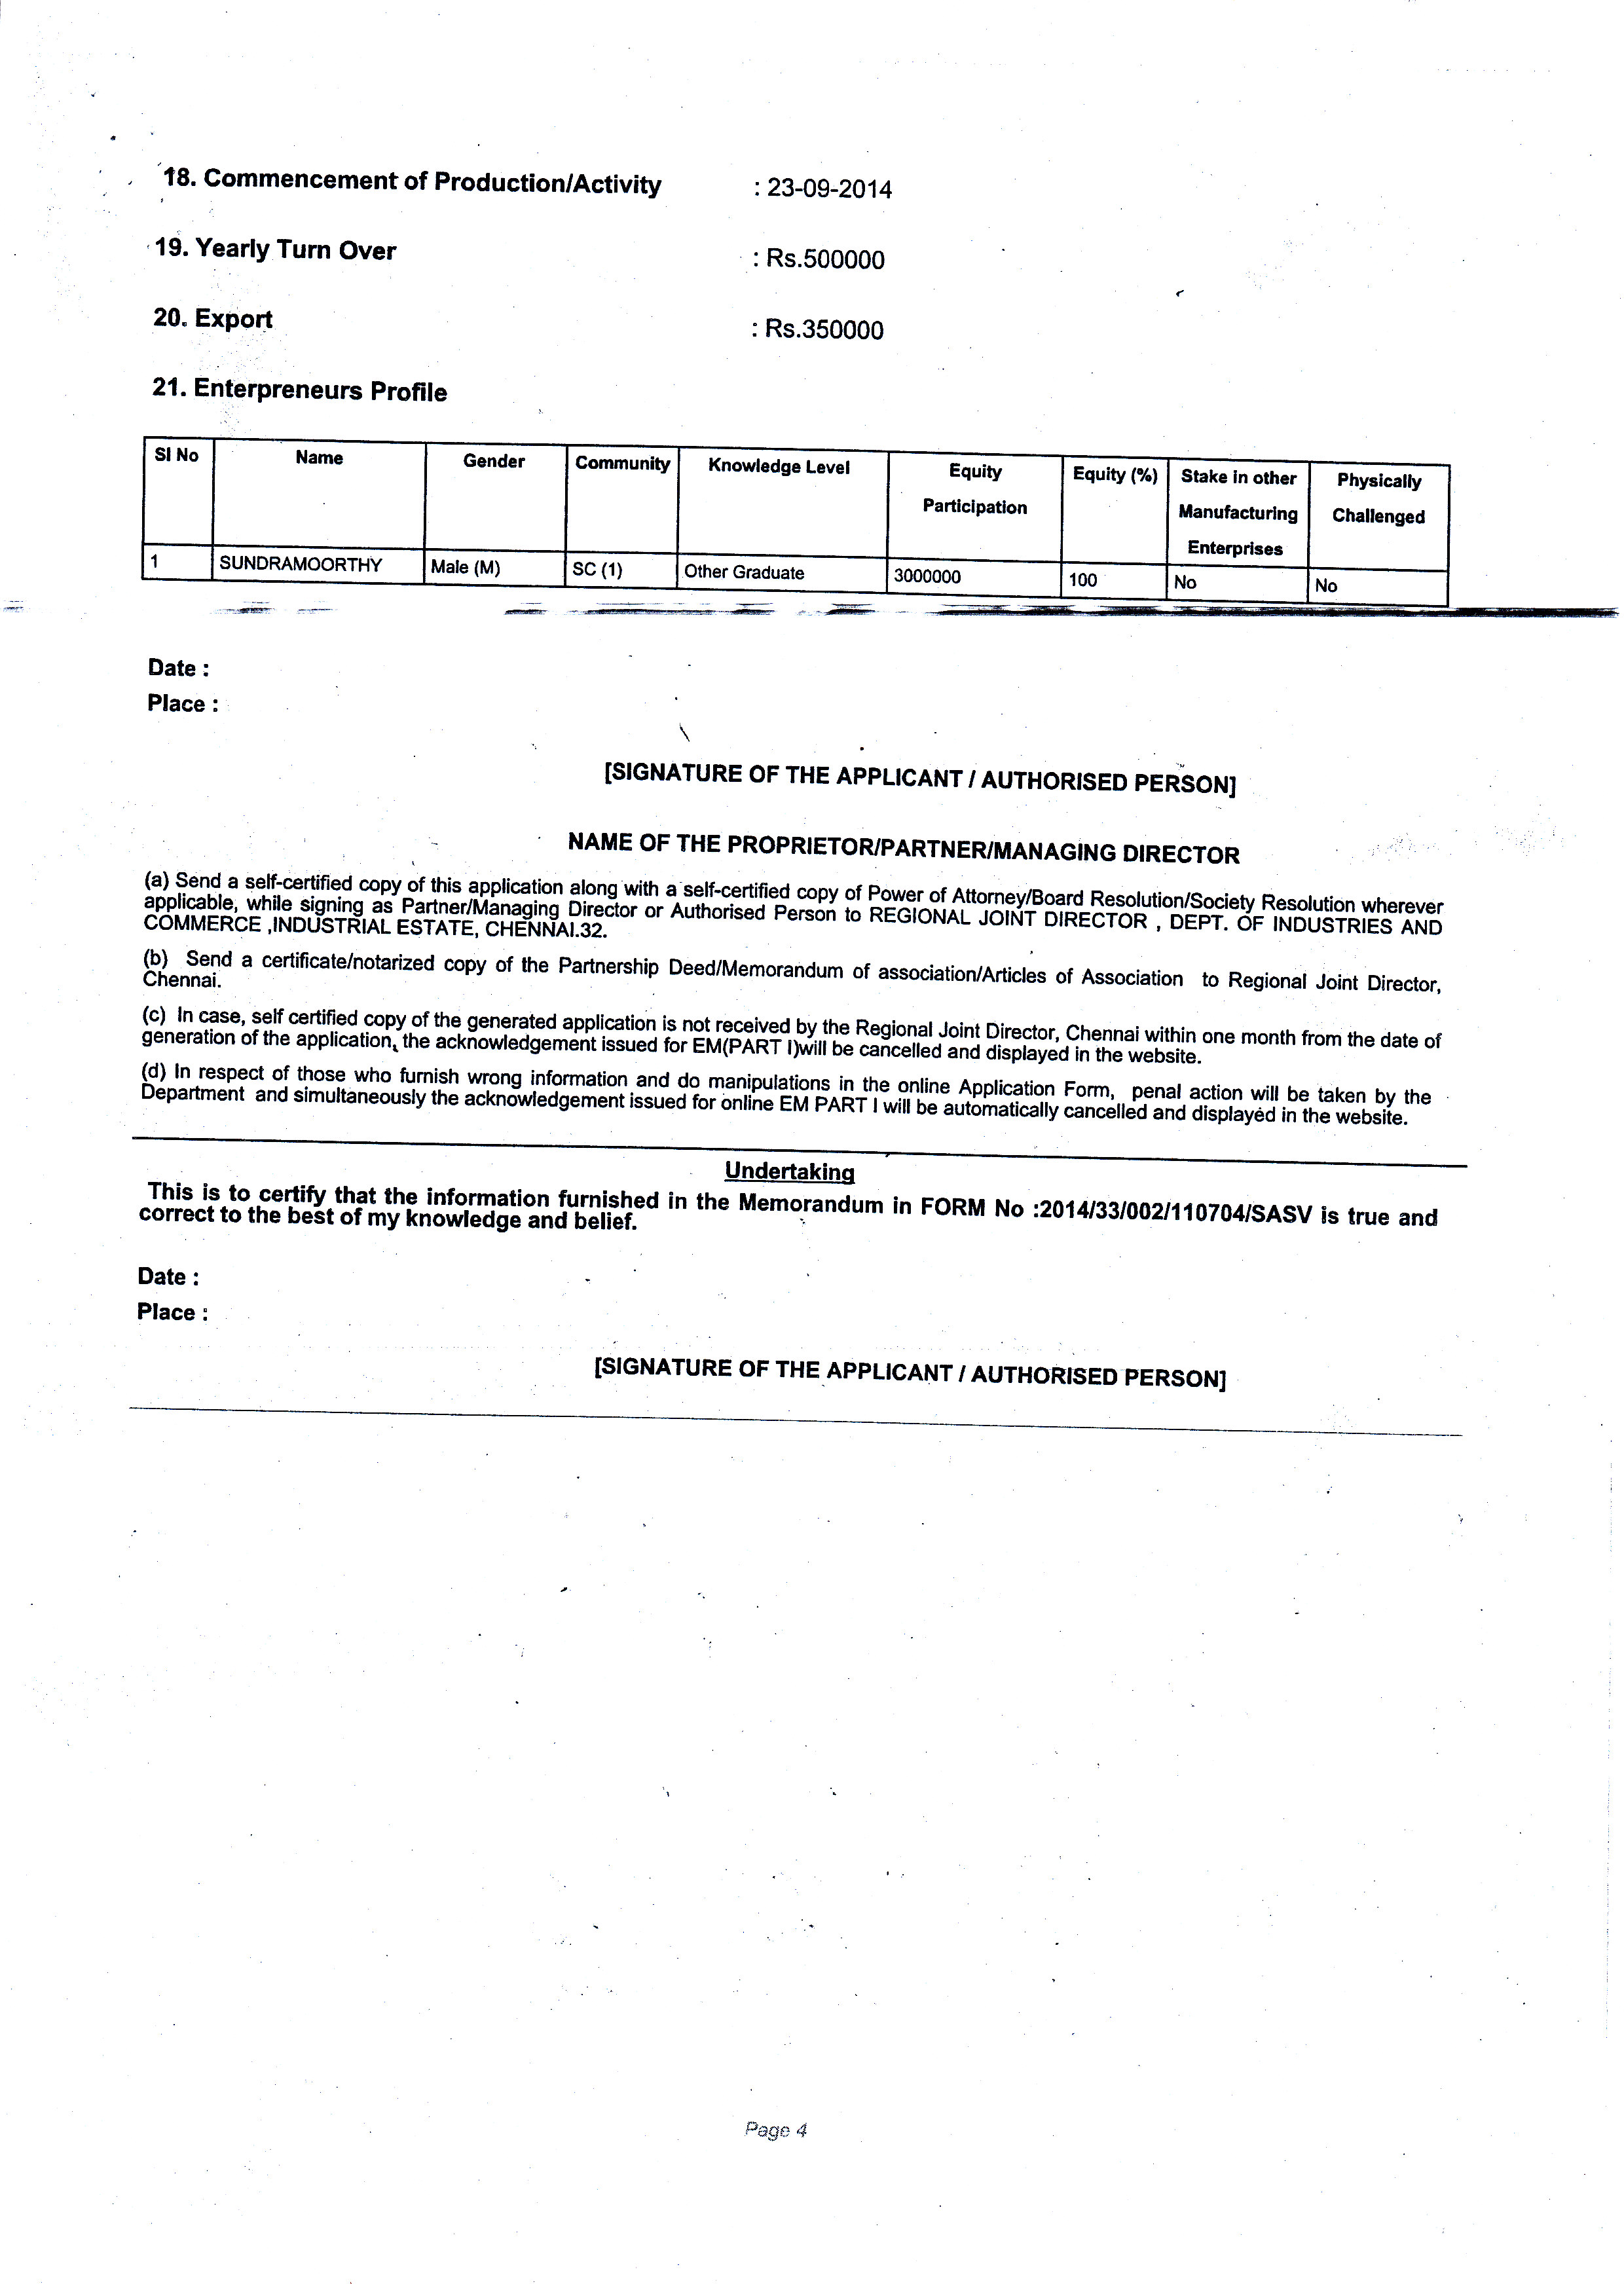 18. Commencement of Production/Activity : 23-09-2014
19. Yearly Turn Over : Rs.500000
20. Export : Rs.350000
21. Enterpreneurs Profile
Sl No Name Gender Community Knowledge Level Equity Participation Equity (%) Stake in other Manufacturing Enterprises Physically Challenged
1 SUNDRAMOORTHY Male (M) SC (1) Other Graduate 3000000 100 No No
Date :
Place :
[SIGNATURE OF THE APPLICANT / AUTHORISED PERSON]
NAME OF THE PROPRIETOR/PARTNER/MANAGING DIRECTOR
(a) Send a self-certified copy of this application along with a self-certified copy of Power of Attorney/Board Resolution/Society Resolution wherever
applicable, while signing as Partner/Managing Director or Authorised Person to REGIONAL JOINT DIRECTOR , DEPT. OF INDUSTRIES AND
COMMERCE ,INDUSTRIAL ESTATE, CHENNAI.32.
(b) Send a certificate/notarized copy of the Partnership Deed/Memorandum of association/Articles of Association to Regional Joint Director,
Chennai.
(c) In case, self certified copy of the generated application is not received by the Regional Joint Director, Chennai within one month from the date of
generation of the application, the acknowledgement issued for EM(PART I)will be cancelled and displayed in the website.
(d) In respect of those who furnish wrong information and do manipulations in the online Application Form, penal action will be taken by the
Department and simultaneously the acknowledgement issued for online EM PART I will be automatically cancelled and displayed in the website.
Undertaking
This is to certify that the information furnished in the Memorandum in FORM No :2014/33/002/110704/SASV is true and
correct to the best of my knowledge and belief.
Date :
Place :
[SIGNATURE OF THE APPLICANT / AUTHORISED PERSON]
Page 4